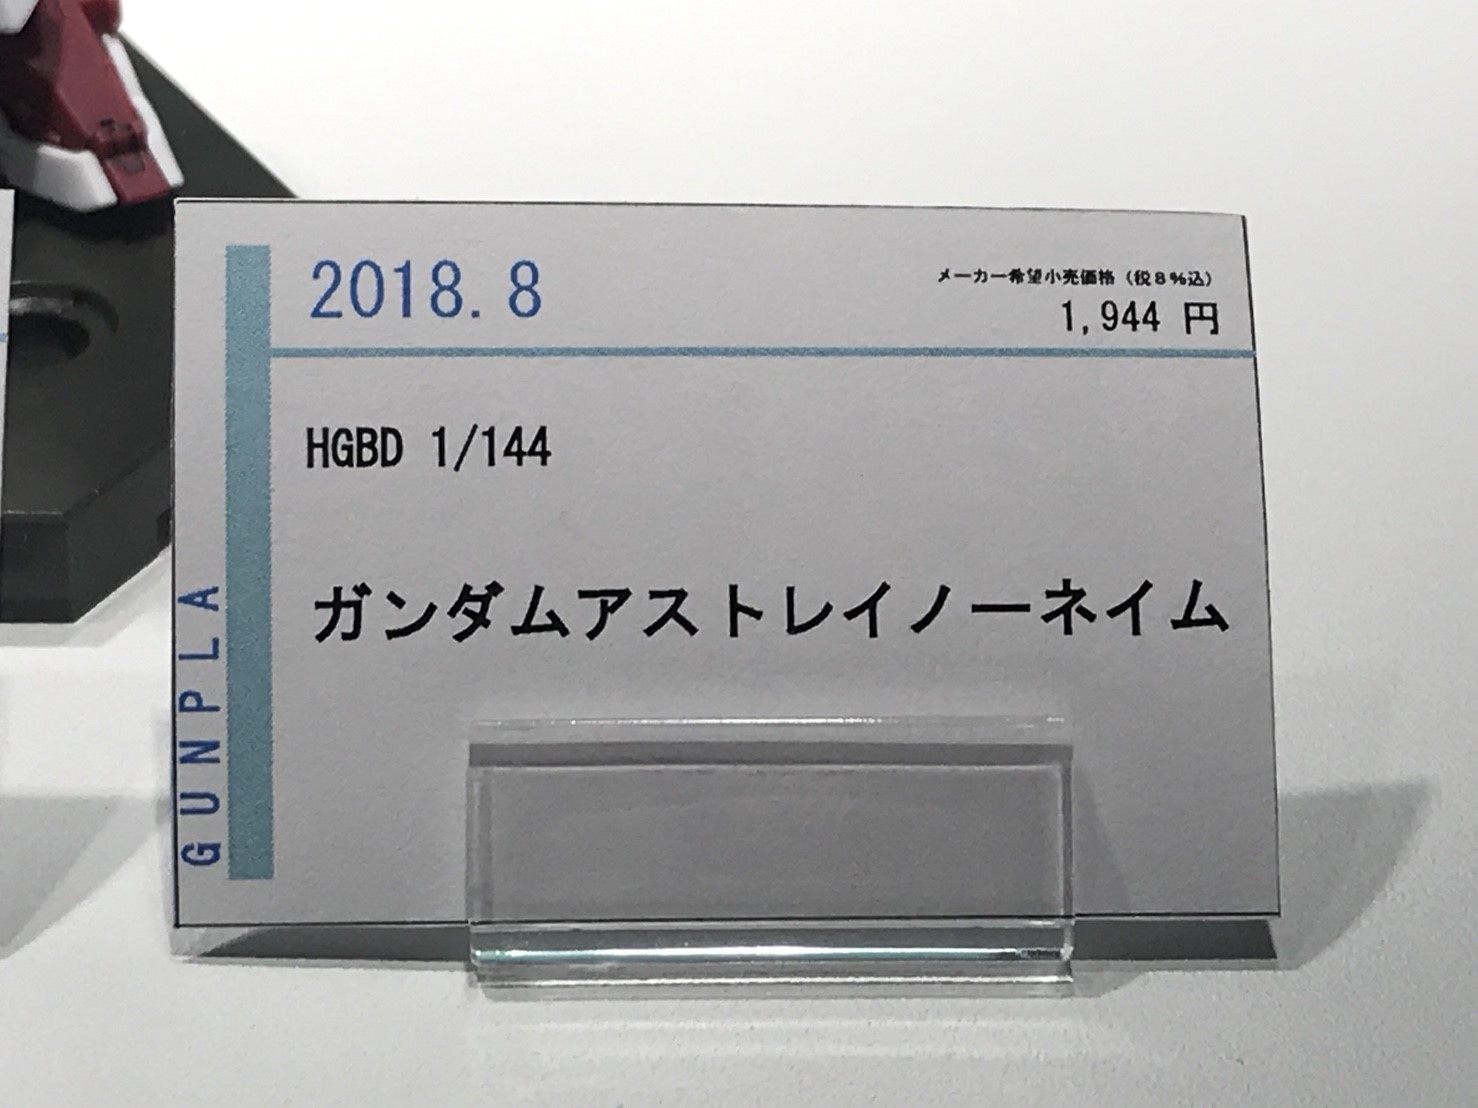 2018.8
メーカー希望小売価格（税8％込）
1,944 円
HGBD 1/144
ガンダムアストレイノーネイム
GUNPLA